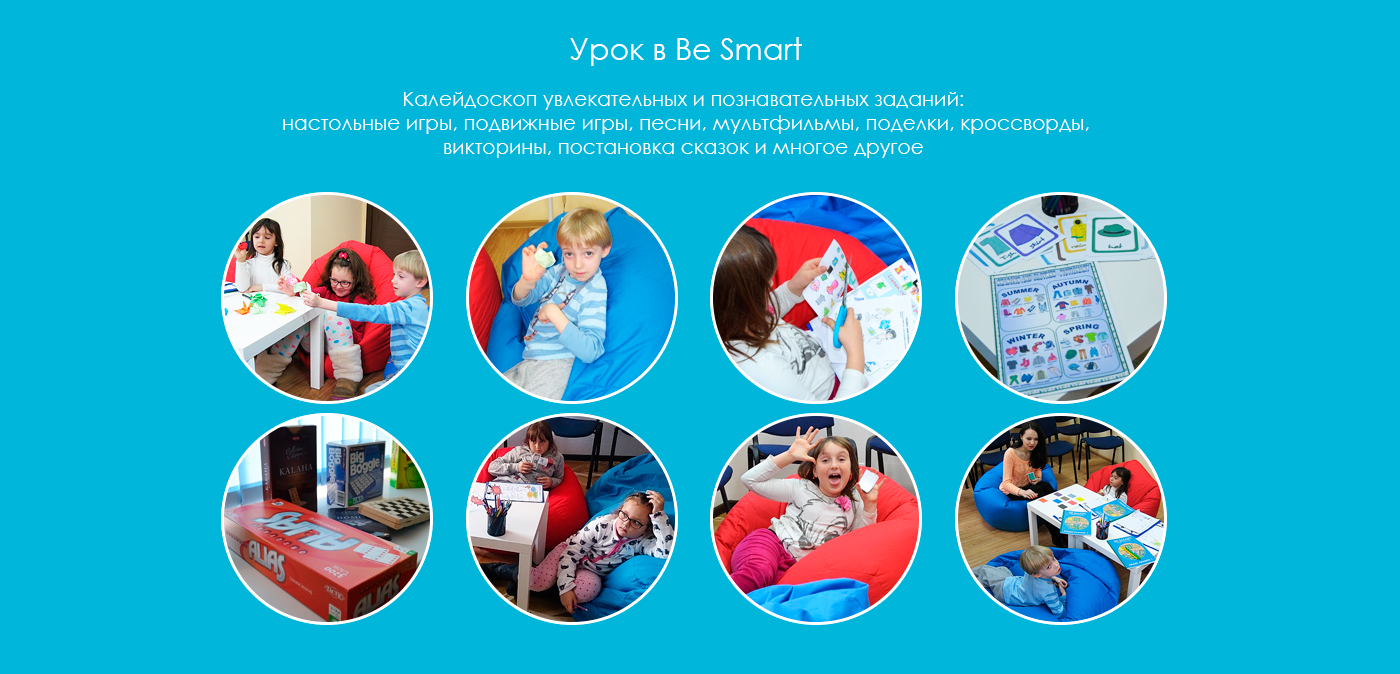 Урок в Be Smart
Калейдоскоп увлекательных и познавательных заданий:
настольные игры, подвижные игры, песни, мультфильмы, поделки, кроссворды,
викторины, постановка сказок и многое другое
SUMMER
AUTUMN
WINTER
SPRING
KALAHA
Big
Boggle
ALIAS
ALIAS
ALIAS